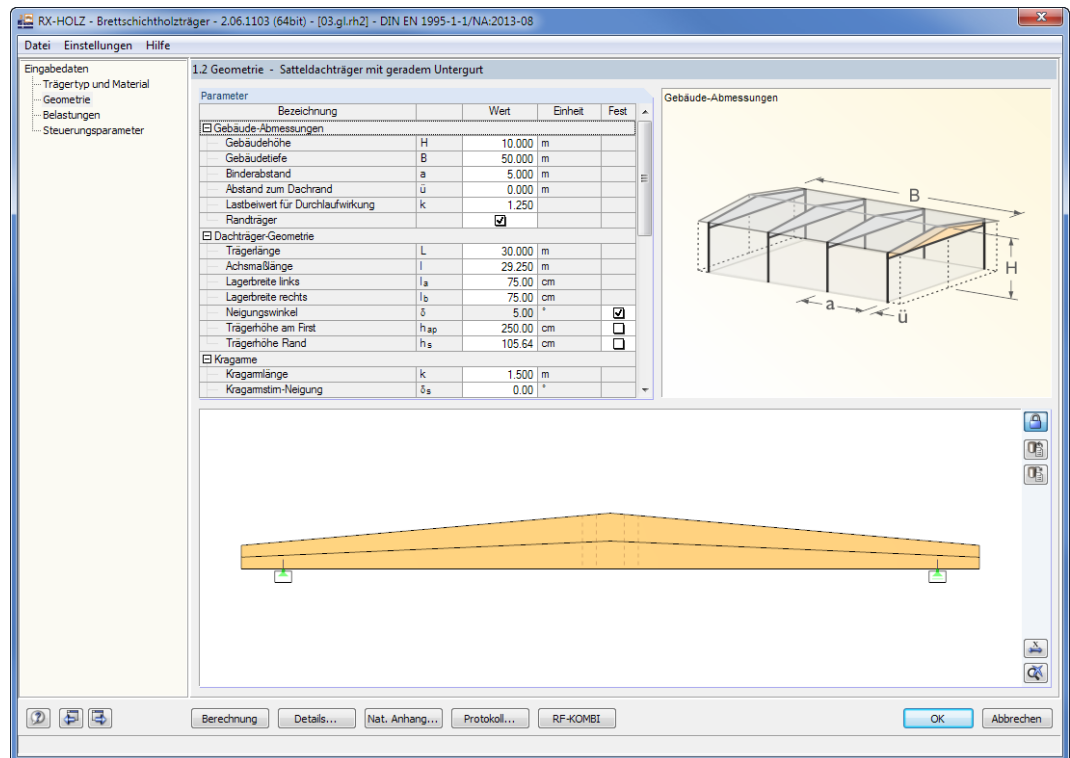 RX-HOLZ - Brettschichtholzträger - 2.06.1103 (64bit) - [03.gl.rh2] - DIN EN 1995-1-1/NA:2013-08
Datei Einstellungen Hilfe
Eingabedaten
Trägertyp und Material
Geometrie
Belastungen
Steuerungsparameter
1.2 Geometrie - Satteldachträger mit geradem Untergurt
Parameter
Bezeichnung Wert Einheit Fest
Gebäude-Abmessungen
Gebäudehöhe H 10.000 m
Gebäudetiefe B 50.000 m
Binderabstand a 5.000 m
Abstand zum Dachrand ü 0.000 m
Lastbeiwert für Durchlaufwirkung k 1.250
Randträger
Dachträger-Geometrie
Trägerlänge L 30.000 m
Achsmaßlänge l 29.250 m
Lagerbreite links la 75.00 cm
Lagerbreite rechts lb 75.00 cm
Neigungswinkel δ 5.00 °
Trägerhöhe am First hap 250.00 cm
Trägerhöhe Rand hs 105.64 cm
Kragarme
Kragarmlänge k 1.500 m
Kragarmstirn-Neigung δs 0.00 °
Gebäude-Abmessungen
B
H
a
ü
Berechnung Details... Nat. Anhang... Protokoll... RF-KOMBI OK Abbrechen